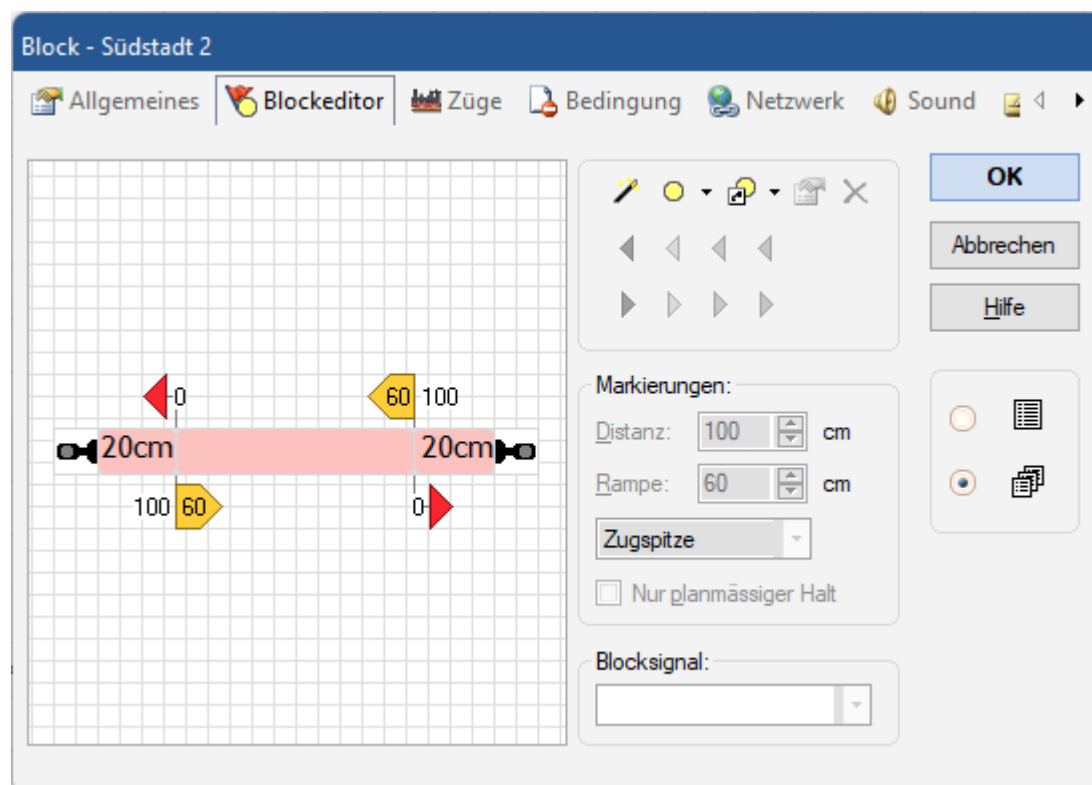 Block - Südstadt 2
Allgemeines Blockeditor Züge Bedingung Netzwerk Sound
OK
Abbrechen
Hilfe
0 60 100
20cm 20cm
100 60 0
Markierungen:
Distanz: 100 cm
Rampe: 60 cm
Zugspitze
Nur planmässiger Halt
Blocksignal: